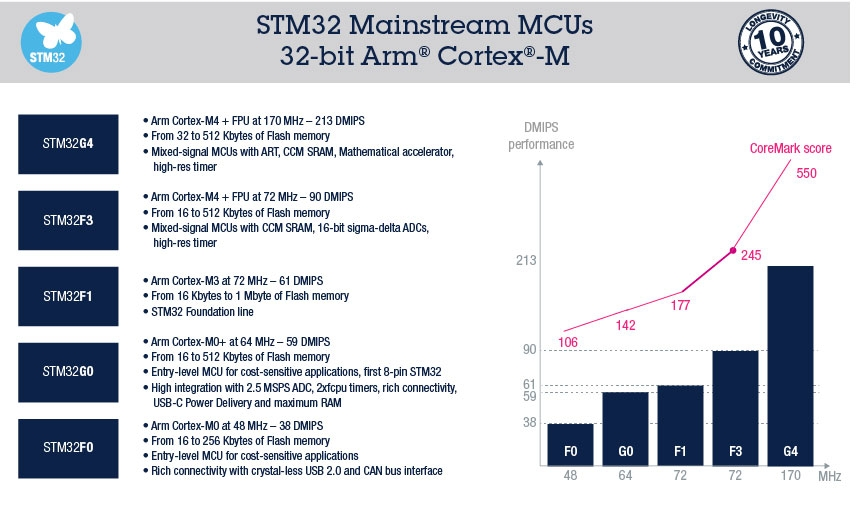 STM32 Mainstream MCUs
32-bit Arm® Cortex®-M
STM32
LONGEVITY
10
YEARS
COMMITMENT
STM32G4
• Arm Cortex-M4 + FPU at 170 MHz – 213 DMIPS
• From 32 to 512 Kbytes of Flash memory
• Mixed-signal MCUs with ART, CCM SRAM, Mathematical accelerator,
high-res timer
STM32F3
• Arm Cortex-M4 + FPU at 72 MHz – 90 DMIPS
• From 16 to 512 Kbytes of Flash memory
• Mixed-signal MCUs with CCM SRAM, 16-bit sigma-delta ADCs,
high-res timer
STM32F1
• Arm Cortex-M3 at 72 MHz – 61 DMIPS
• From 16 Kbytes to 1 Mbyte of Flash memory
• STM32 Foundation line
STM32G0
• Arm Cortex-M0+ at 64 MHz – 59 DMIPS
• From 16 to 512 Kbytes of Flash memory
• Entry-level MCU for cost-sensitive applications, first 8-pin STM32
• High integration with 2.5 MSPS ADC, 2xfcpu timers, rich connectivity,
USB-C Power Delivery and maximum RAM
STM32F0
• Arm Cortex-M0 at 48 MHz – 38 DMIPS
• From 16 to 256 Kbytes of Flash memory
• Entry-level MCU for cost-sensitive applications
• Rich connectivity with crystal-less USB 2.0 and CAN bus interface
DMIPS
performance
CoreMark score
550
245
177
142
106
213
90
61
59
38
F0 G0 F1 F3 G4
48 64 72 72 170 MHz